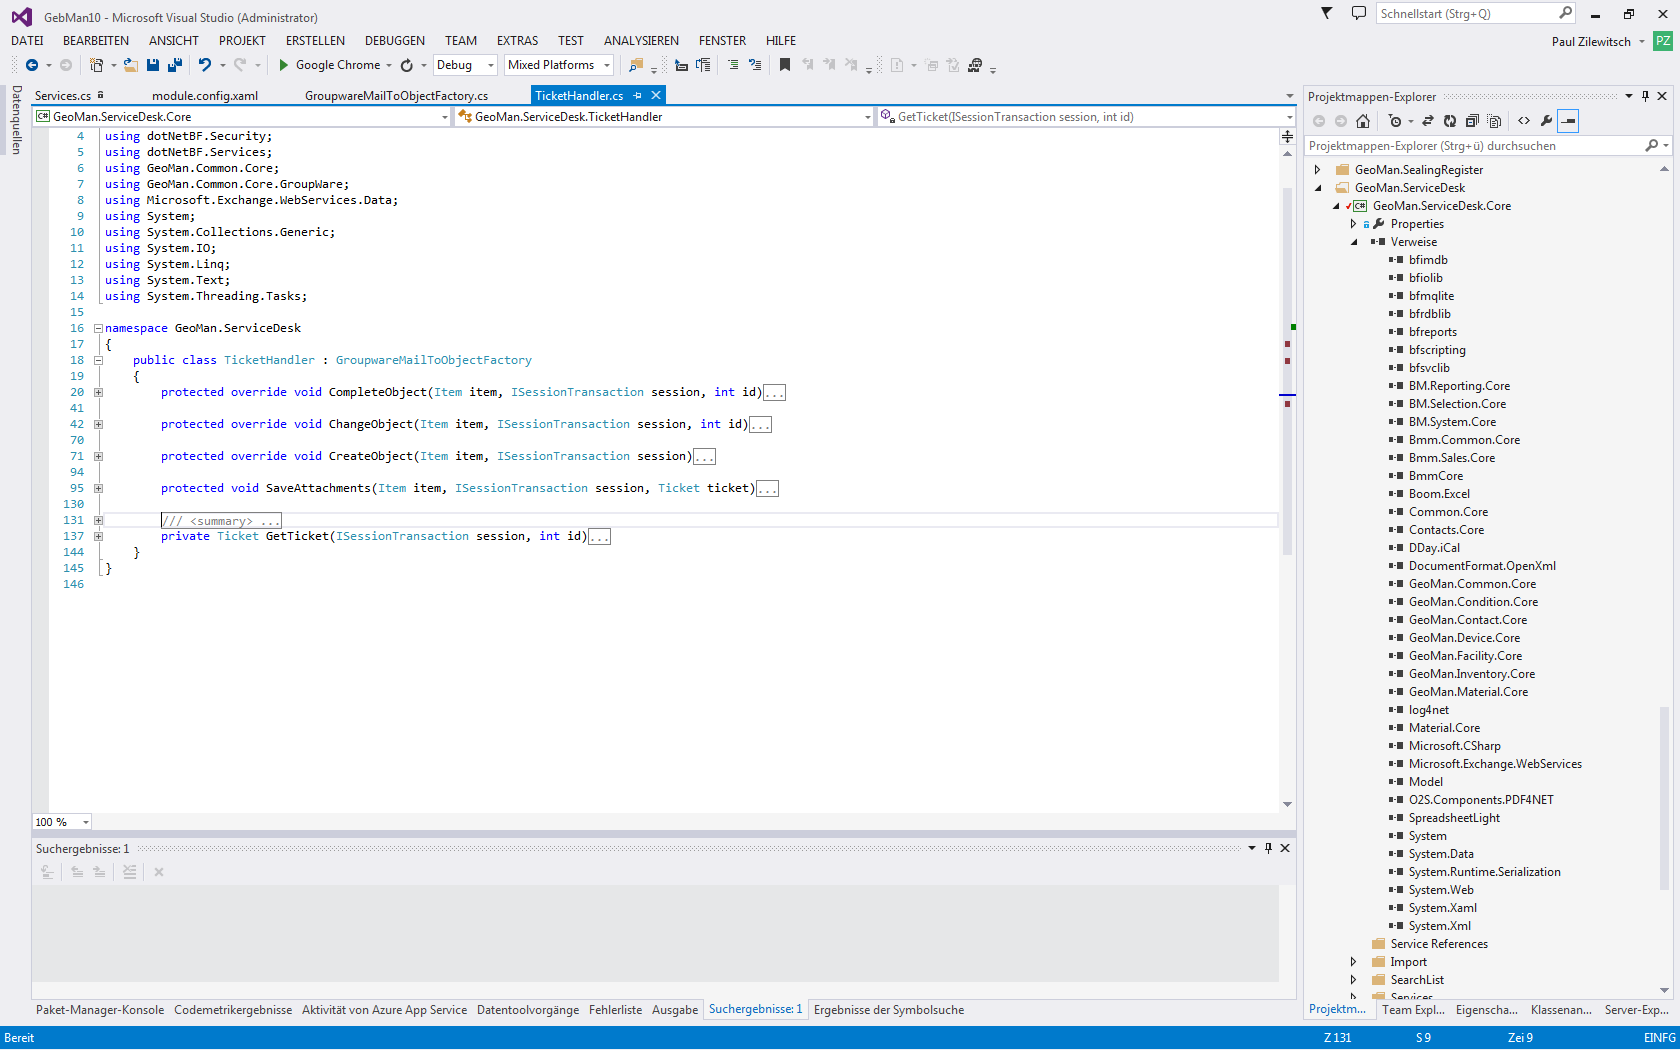 GebMan10 - Microsoft Visual Studio (Administrator)
Schnellstart (Strg+Q)
DATEI BEARBEITEN ANSICHT PROJEKT ERSTELLEN DEBUGGEN TEAM EXTRAS TEST ANALYSIEREN FENSTER HILFE
Paul Zilewitsch PZ
Google Chrome Debug Mixed Platforms
Datenquellen
Services.cs module.config.xaml GroupwareMailToObjectFactory.cs TicketHandler.cs
C# GeoMan.ServiceDesk.Core GeoMan.ServiceDesk.TicketHandler GetTicket(ISessionTransaction session, int id)
4 using dotNetBF.Security;
5 using dotNetBF.Services;
6 using GeoMan.Common.Core;
7 using GeoMan.Common.Core.GroupWare;
8 using Microsoft.Exchange.WebServices.Data;
9 using System;
10 using System.Collections.Generic;
11 using System.IO;
12 using System.Linq;
13 using System.Text;
14 using System.Threading.Tasks;
15
16 namespace GeoMan.ServiceDesk
17 {
18 public class TicketHandler : GroupwareMailToObjectFactory
19 {
20 protected override void CompleteObject(Item item, ISessionTransaction session, int id)...
41
42 protected override void ChangeObject(Item item, ISessionTransaction session, int id)...
70
71 protected override void CreateObject(Item item, ISessionTransaction session)...
94
95 protected void SaveAttachments(Item item, ISessionTransaction session, Ticket ticket)...
130
131 /// <summary> ...
137 private Ticket GetTicket(ISessionTransaction session, int id)...
144 }
145 }
146
100 %
Suchergebnisse: 1
Paket-Manager-Konsole Codemetrikergebnisse Aktivität von Azure App Service Datentoolvorgänge Fehlerliste Ausgabe Suchergebnisse: 1 Ergebnisse der Symbolsuche
Projektmappen-Explorer
Projektmappen-Explorer (Strg+ü) durchsuchen
GeoMan.SealingRegister
GeoMan.ServiceDesk
C# GeoMan.ServiceDesk.Core
Properties
Verweise
bfimdb
bfiolib
bfmqlite
bfrdblib
bfreports
bfscripting
bfsvclib
BM.Reporting.Core
BM.Selection.Core
BM.System.Core
Bmm.Common.Core
Bmm.Sales.Core
BmmCore
Boom.Excel
Common.Core
Contacts.Core
DDay.iCal
DocumentFormat.OpenXml
GeoMan.Common.Core
GeoMan.Condition.Core
GeoMan.Contact.Core
GeoMan.Device.Core
GeoMan.Facility.Core
GeoMan.Inventory.Core
GeoMan.Material.Core
log4net
Material.Core
Microsoft.CSharp
Microsoft.Exchange.WebServices
Model
O2S.Components.PDF4NET
SpreadsheetLight
System
System.Data
System.Runtime.Serialization
System.Web
System.Xaml
System.Xml
Service References
Import
SearchList
Services
Projektm... Team Expl... Eigenscha... Klassenan... Server-Exp...
Bereit Z 131 S 9 Zei 9 EINFG